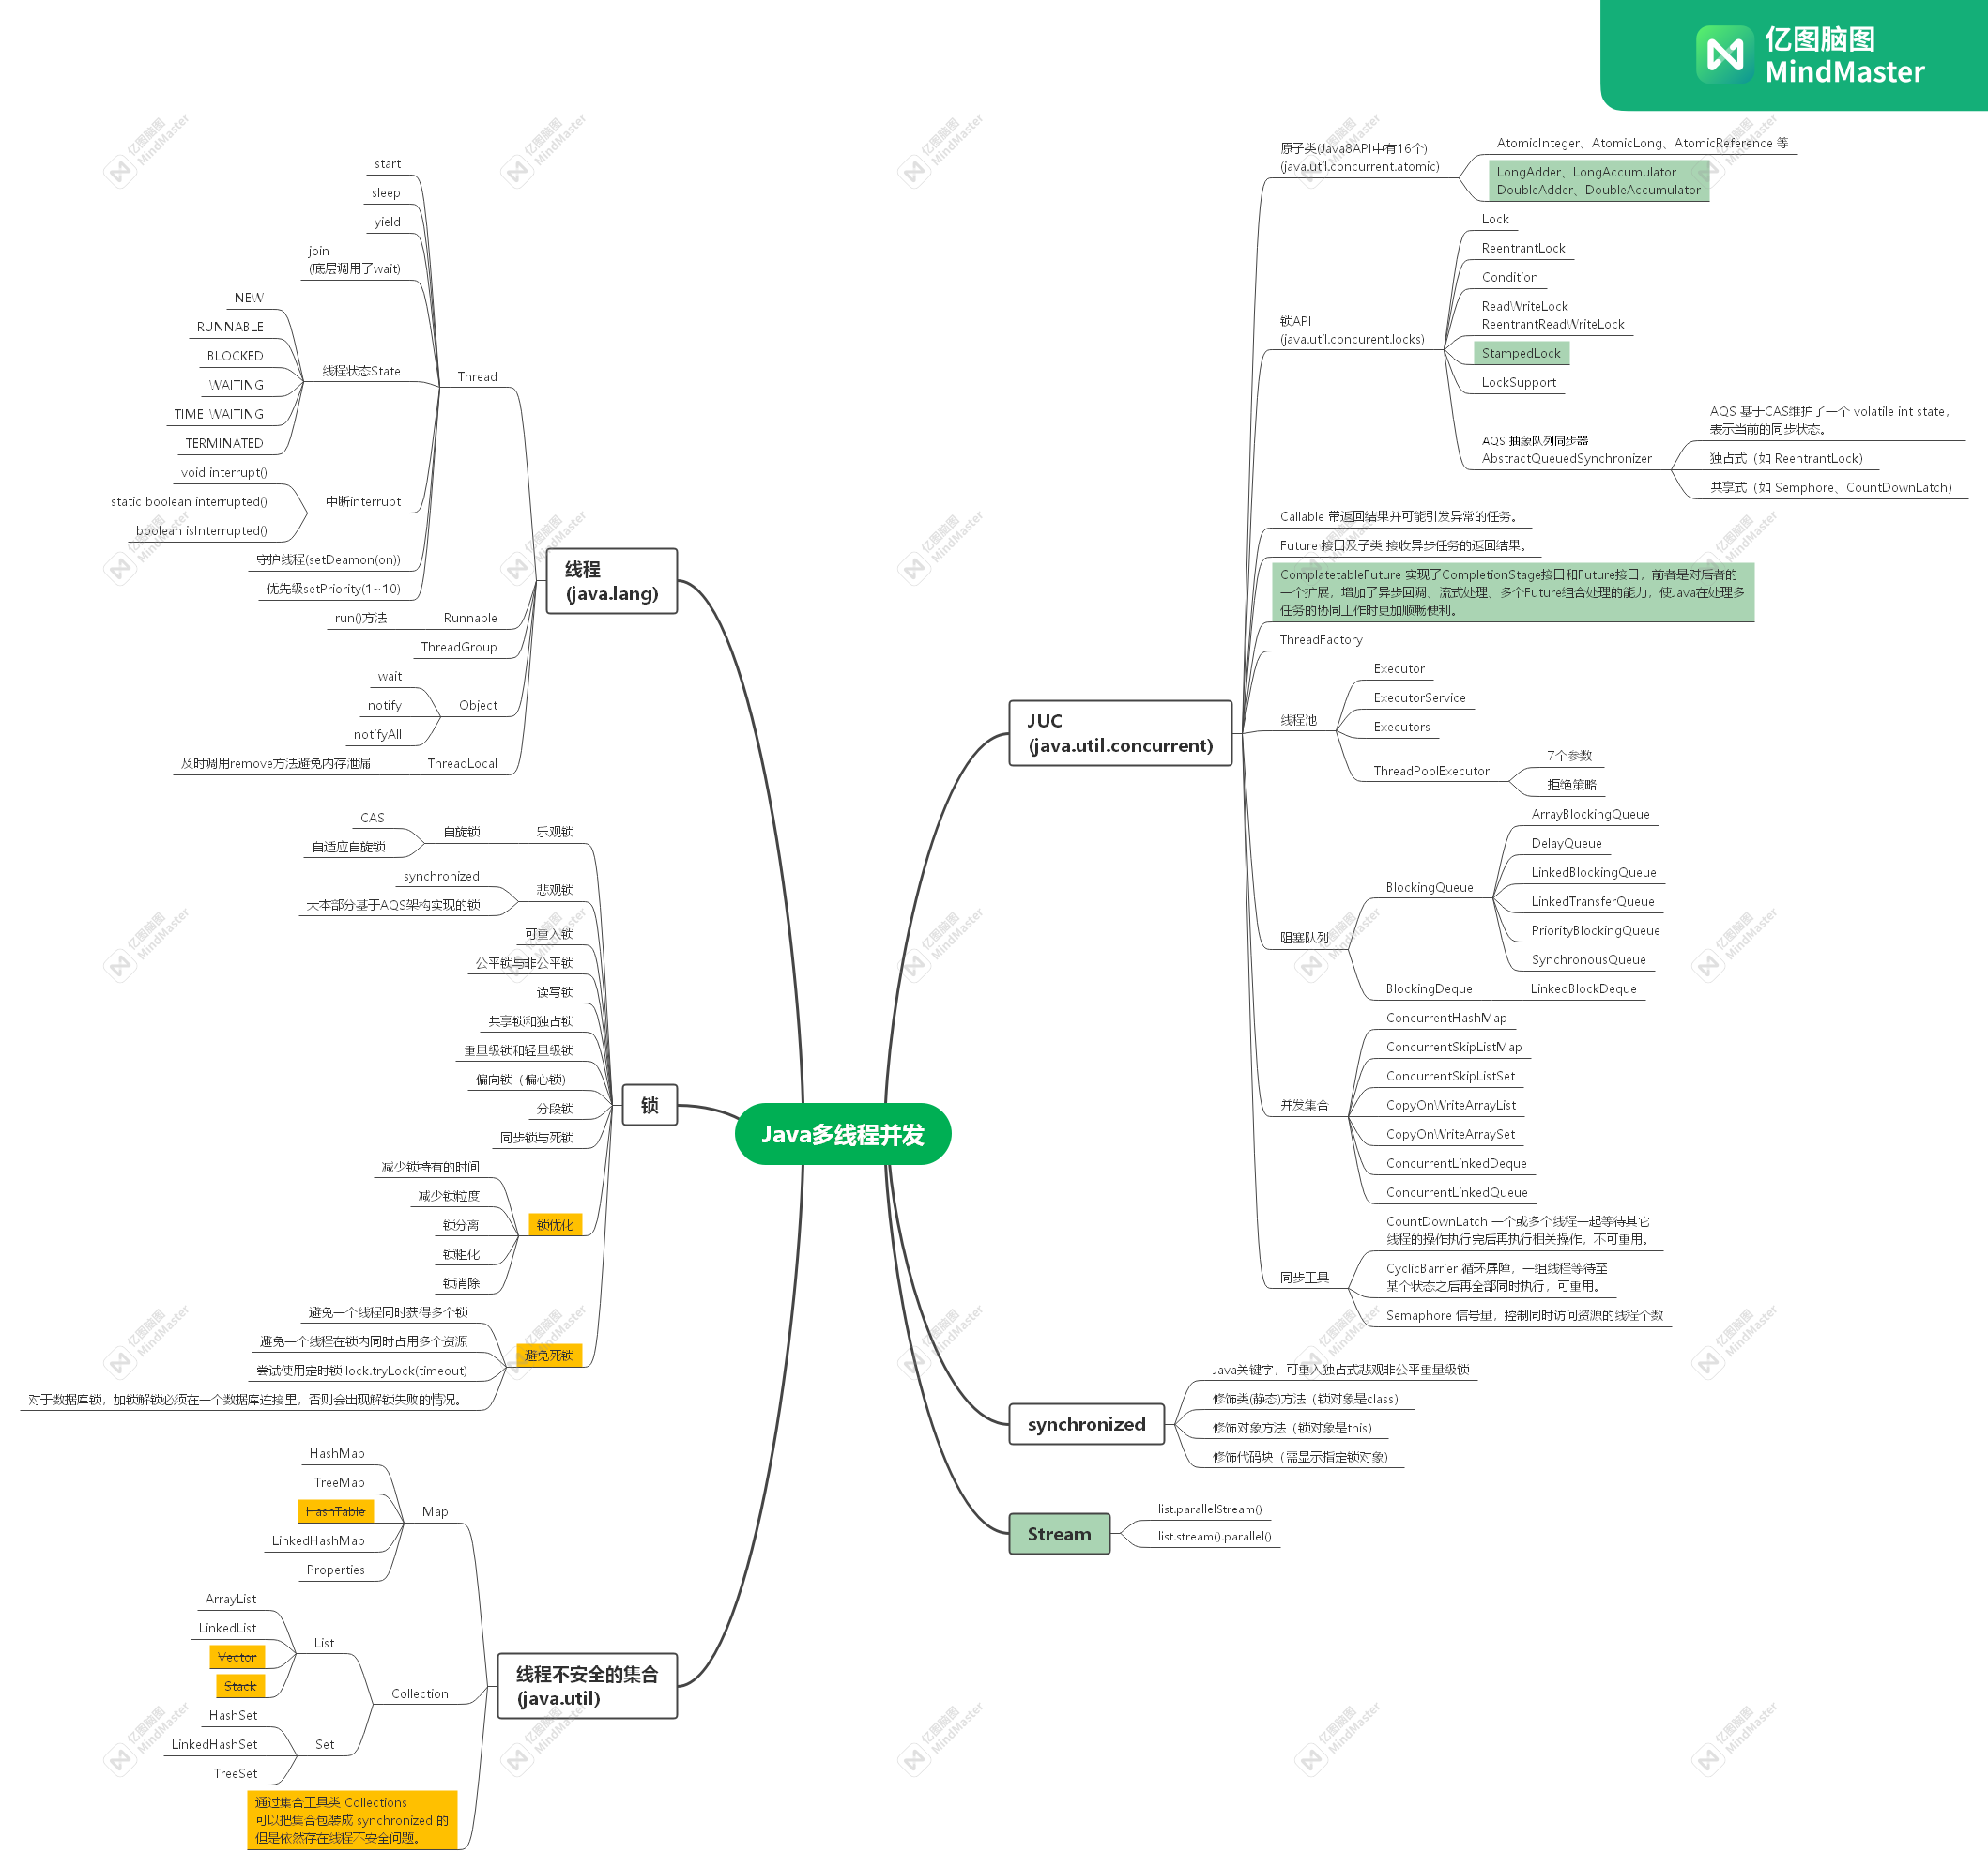 亿图脑图
MindMaster
Java多线程并发
线程
(java.lang)
Thread
start
sleep
yield
join
(底层调用了wait)
线程状态State
NEW
RUNNABLE
BLOCKED
WAITING
TIME_WAITING
TERMINATED
中断interrupt
void interrupt()
static boolean interrupted()
boolean isInterrupted()
守护线程(setDeamon(on))
优先级setPriority(1~10)
Runnable
run()方法
ThreadGroup
Object
wait
notify
notifyAll
ThreadLocal
及时调用remove方法避免内存泄漏
锁
乐观锁
自旋锁
CAS
自适应自旋锁
悲观锁
synchronized
大本部分基于AQS架构实现的锁
可重入锁
公平锁与非公平锁
读写锁
共享锁和独占锁
重量级锁和轻量级锁
偏向锁（偏心锁）
分段锁
同步锁与死锁
锁优化
减少锁持有的时间
减少锁粒度
锁分离
锁粗化
锁消除
避免死锁
避免一个线程同时获得多个锁
避免一个线程在锁内同时占用多个资源
尝试使用定时锁 lock.tryLock(timeout)
对于数据库锁，加锁解锁必须在一个数据库连接里，否则会出现解锁失败的情况。
线程不安全的集合
(java.util)
Map
HashMap
TreeMap
HashTable
LinkedHashMap
Properties
Collection
List
ArrayList
LinkedList
Vector
Stack
Set
HashSet
LinkedHashSet
TreeSet
通过集合工具类 Collections
可以把集合包装成 synchronized 的
但是依然存在线程不安全问题。
JUC
(java.util.concurrent)
原子类(Java8API中有16个)
(java.util.concurrent.atomic)
AtomicInteger、AtomicLong、AtomicReference 等
LongAdder、LongAccumulator
DoubleAdder、DoubleAccumulator
锁API
(java.util.concurent.locks)
Lock
ReentrantLock
Condition
ReadWriteLock
ReentrantReadWriteLock
StampedLock
LockSupport
AQS 抽象队列同步器
AbstractQueuedSynchronizer
AQS 基于CAS维护了一个 volatile int state，
表示当前的同步状态。
独占式（如 ReentrantLock）
共享式（如 Semphore、CountDownLatch）
Callable 带返回结果并可能引发异常的任务。
Future 接口及子类 接收异步任务的返回结果。
ComplatetableFuture 实现了CompletionStage接口和Future接口，前者是对后者的
一个扩展，增加了异步回调、流式处理、多个Future组合处理的能力，使Java在处理多
任务的协同工作时更加顺畅便利。
ThreadFactory
线程池
Executor
ExecutorService
Executors
ThreadPoolExecutor
7个参数
拒绝策略
阻塞队列
BlockingQueue
ArrayBlockingQueue
DelayQueue
LinkedBlockingQueue
LinkedTransferQueue
PriorityBlockingQueue
SynchronousQueue
BlockingDeque
LinkedBlockDeque
并发集合
ConcurrentHashMap
ConcurrentSkipListMap
ConcurrentSkipListSet
CopyOnWriteArrayList
CopyOnWriteArraySet
ConcurrentLinkedDeque
ConcurrentLinkedQueue
同步工具
CountDownLatch 一个或多个线程一起等待其它
线程的操作执行完后再执行相关操作，不可重用。
CyclicBarrier 循环屏障，一组线程等待至
某个状态之后再全部同时执行，可重用。
Semaphore 信号量，控制同时访问资源的线程个数
synchronized
Java关键字，可重入独占式悲观非公平重量级锁
修饰类(静态)方法（锁对象是class）
修饰对象方法（锁对象是this）
修饰代码块（需显示指定锁对象）
Stream
list.parallelStream()
list.stream().parallel()